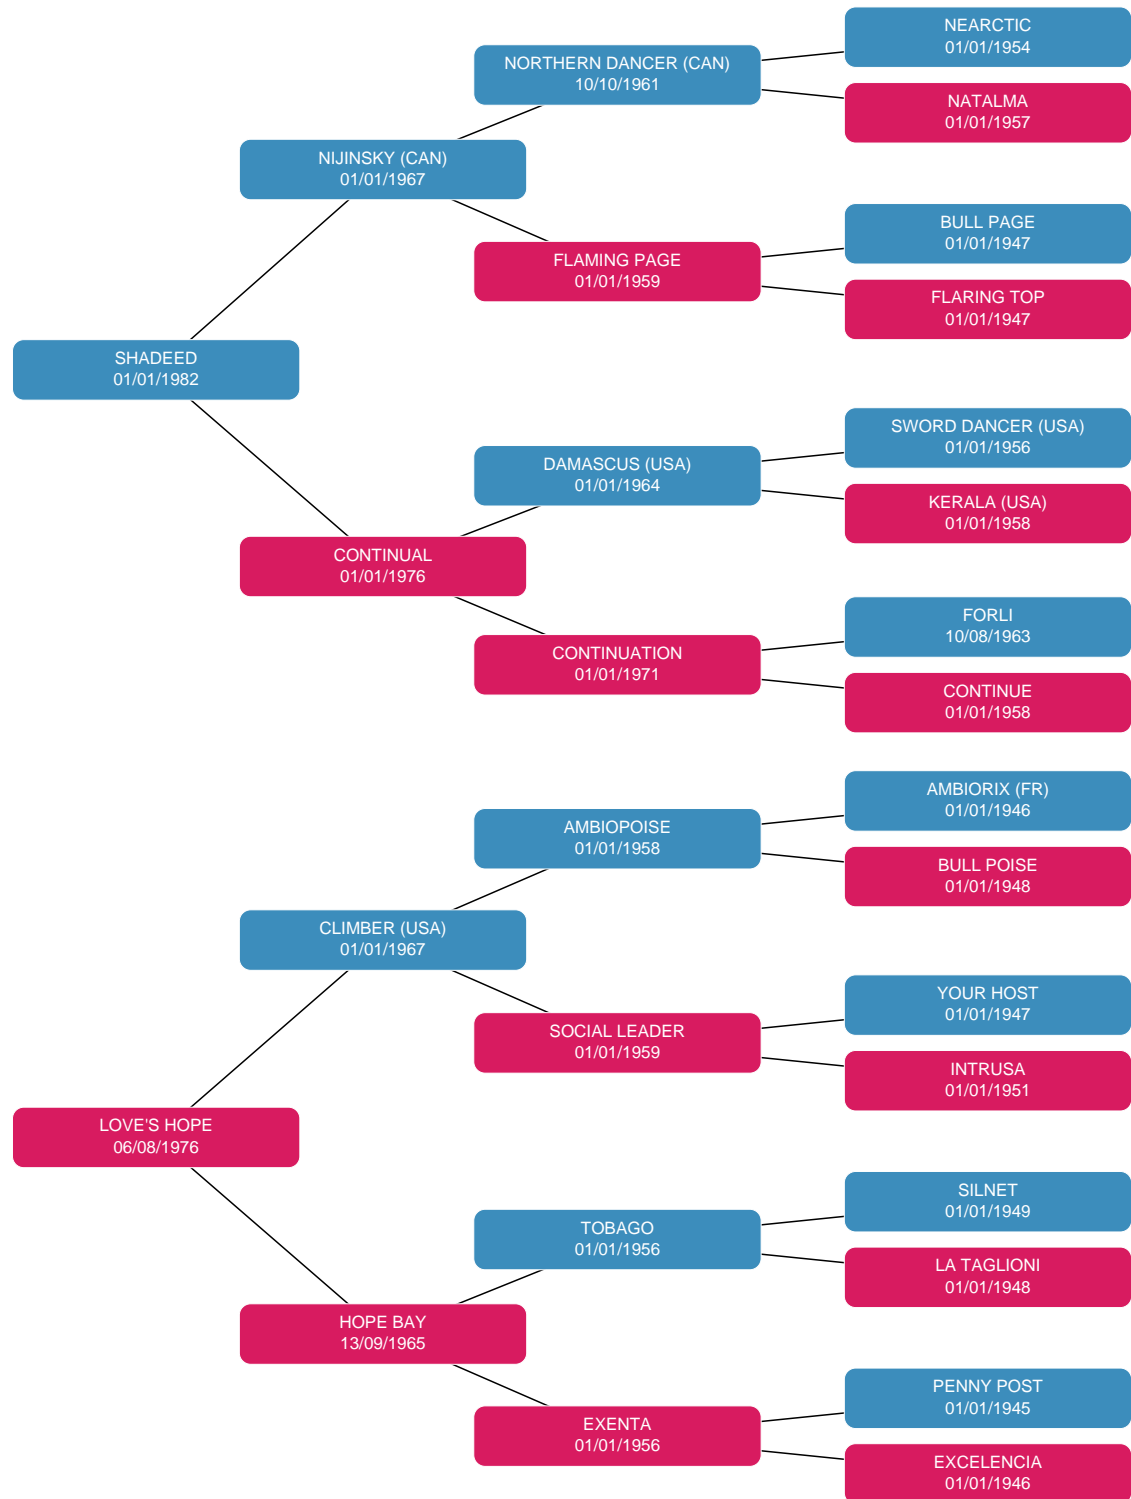 NEARCTIC
01/01/1954
NORTHERN DANCER (CAN)
10/10/1961
NATALMA
01/01/1957
NIJINSKY (CAN)
01/01/1967
BULL PAGE
01/01/1947
FLAMING PAGE
01/01/1959
FLARING TOP
01/01/1947
SHADEED
01/01/1982
SWORD DANCER (USA)
01/01/1956
DAMASCUS (USA)
01/01/1964
KERALA (USA)
01/01/1958
CONTINUAL
01/01/1976
FORLI
10/08/1963
CONTINUATION
01/01/1971
CONTINUE
01/01/1958
AMBIORIX (FR)
01/01/1946
AMBIOPOISE
01/01/1958
BULL POISE
01/01/1948
CLIMBER (USA)
01/01/1967
YOUR HOST
01/01/1947
SOCIAL LEADER
01/01/1959
INTRUSA
01/01/1951
LOVE'S HOPE
06/08/1976
SILNET
01/01/1949
TOBAGO
01/01/1956
LA TAGLIONI
01/01/1948
HOPE BAY
13/09/1965
PENNY POST
01/01/1945
EXENTA
01/01/1956
EXCELENCIA
01/01/1946